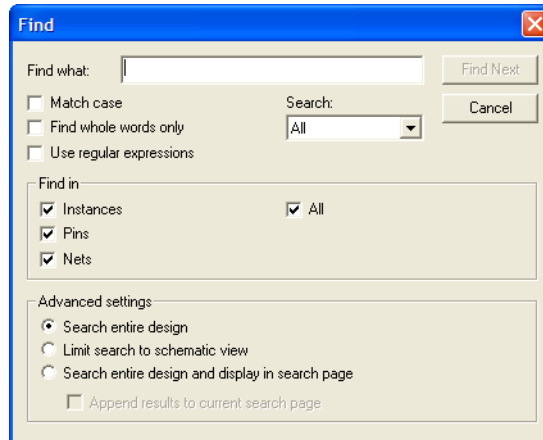 Find
Find what:
Find Next
Match case
Search:
Cancel
Find whole words only
All
Use regular expressions
Find in
Instances
All
Pins
Nets
Advanced settings
Search entire design
Limit search to schematic view
Search entire design and display in search page
Append results to current search page